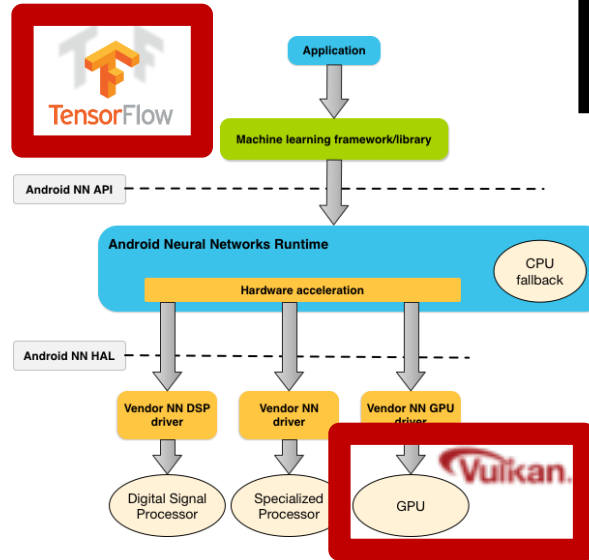 TensorFlow
Application
Machine learning framework/library
Android NN API
Android Neural Networks Runtime
CPU
fallback
Hardware acceleration
Android NN HAL
Vendor NN DSP
driver
Vendor NN
driver
Vendor NN GPU
driver
Vulkan.
Digital Signal
Processor
Specialized
Processor
GPU